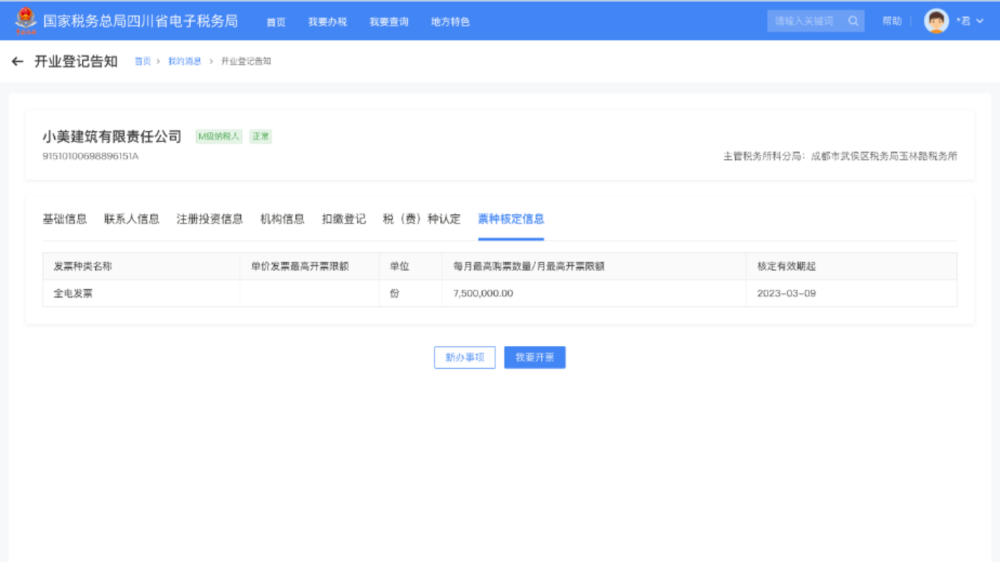 国家税务总局四川省电子税务局 首页 我要办税 我要查询 地方特色 请输入关键词 帮助 *君
开业登记告知 首页 > 我的消息 > 开业登记告知
小美建筑有限责任公司 M级纳税人 正常
91510100698896151A 主管税务所科分局：成都市武侯区税务局玉林路税务所
基础信息 联系人信息 注册投资信息 机构信息 扣缴登记 税（费）种认定 票种核定信息
发票种类名称 单价发票最高开票限额 单位 每月最高购票数量/月最高开票限额 核定有效期起
全电发票 份 7,500,000.00 2023-03-09
新办事项 我要开票